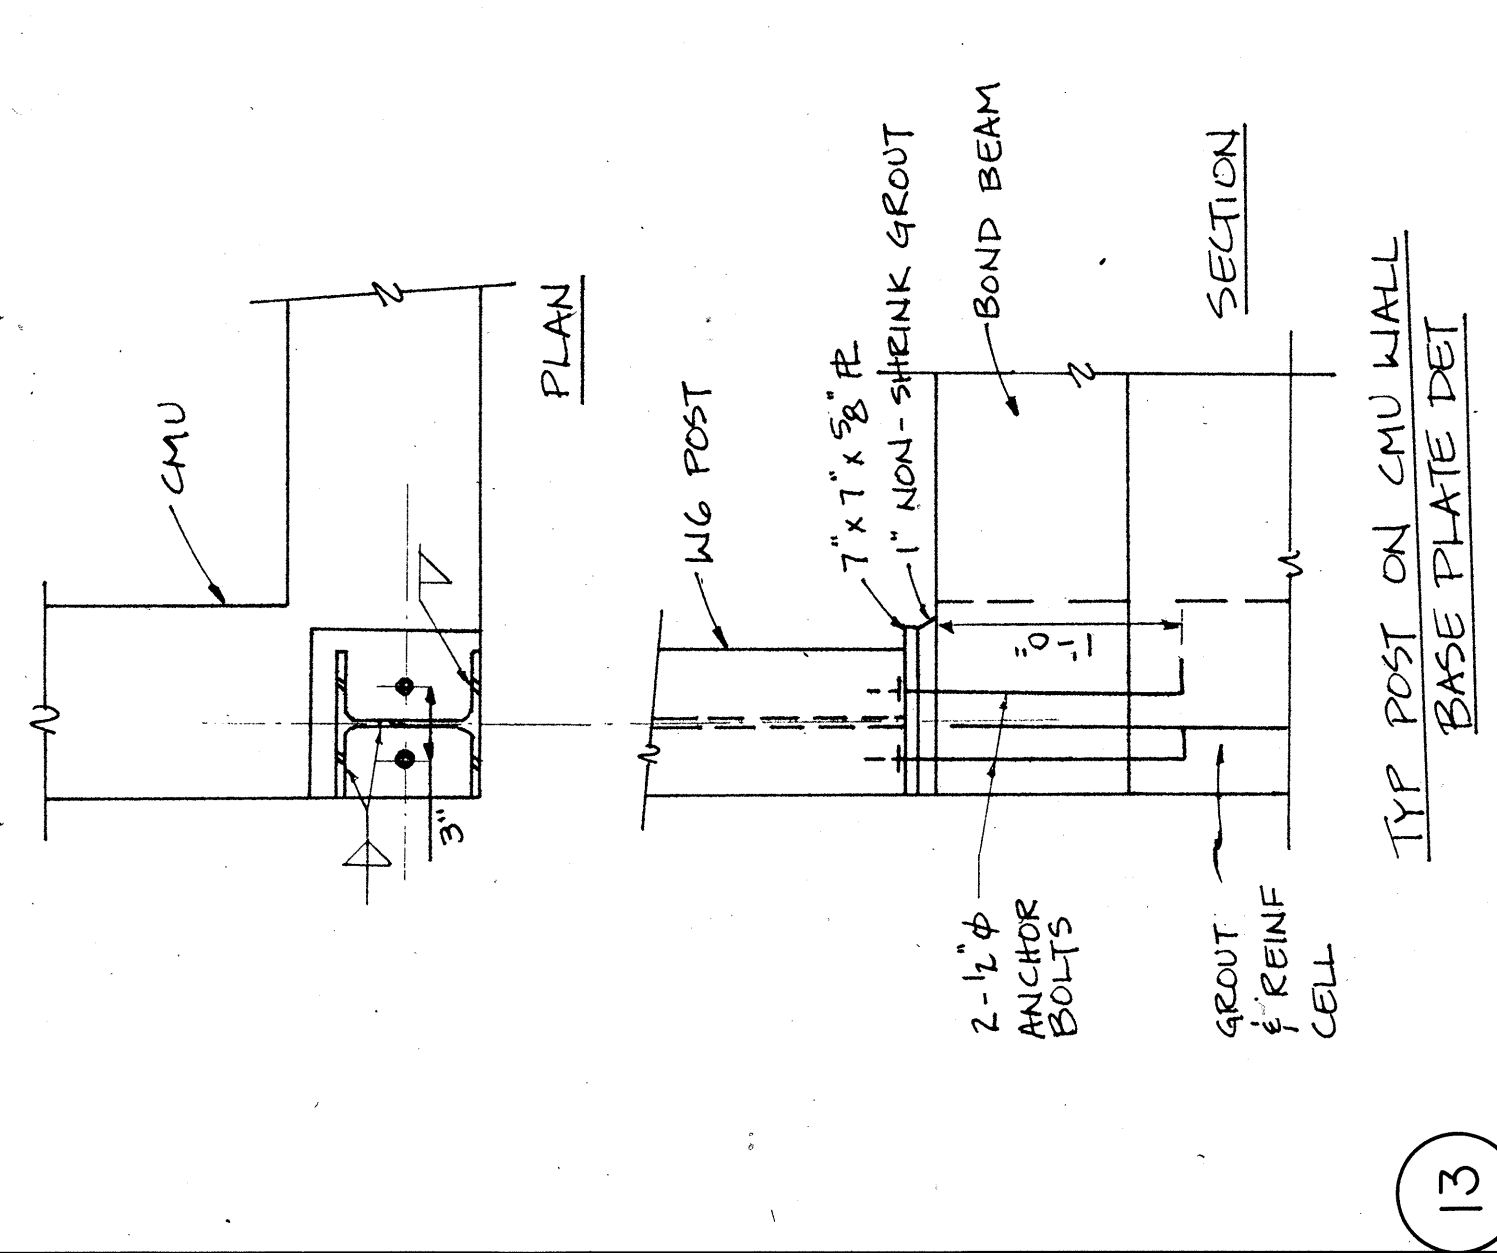 CMU
3"
PLAN
W6 POST
7" x 7" x 5/8" PL
1" NON-SHRINK GROUT
BOND BEAM
1'-0"
2-1/2" φ
ANCHOR
BOLTS
GROUT
& REINF
CELL
SECTION
TYP POST ON CMU WALL
BASE PLATE DET
13